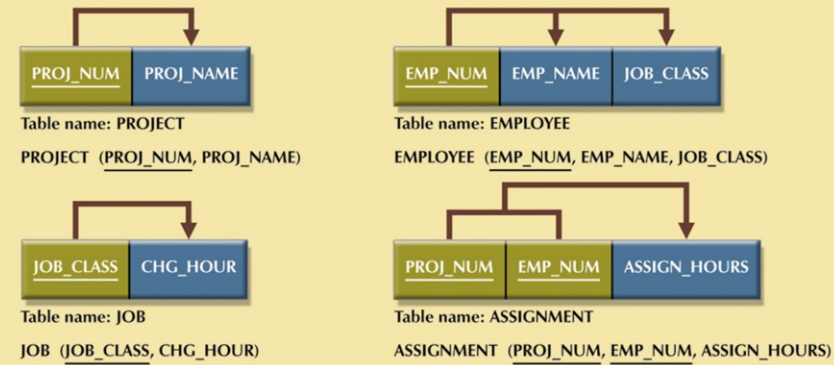 PROJ_NUM PROJ_NAME
Table name: PROJECT
PROJECT (PROJ_NUM, PROJ_NAME)
EMP_NUM EMP_NAME JOB_CLASS
Table name: EMPLOYEE
EMPLOYEE (EMP_NUM, EMP_NAME, JOB_CLASS)
JOB_CLASS CHG_HOUR
Table name: JOB
JOB (JOB_CLASS, CHG_HOUR)
PROJ_NUM EMP_NUM ASSIGN_HOURS
Table name: ASSIGNMENT
ASSIGNMENT (PROJ_NUM, EMP_NUM, ASSIGN_HOURS)